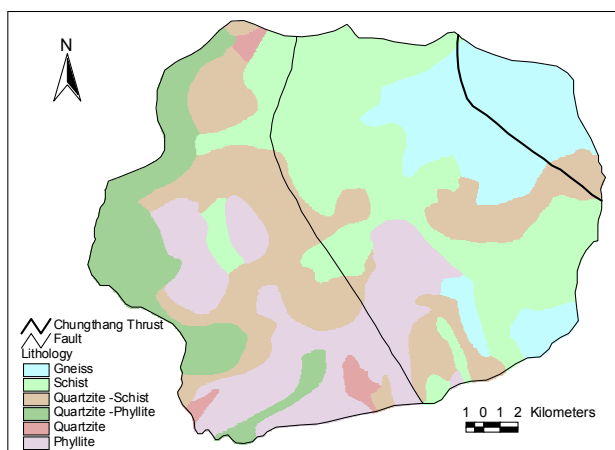 N
Chungthang Thrust
Fault
Lithology
Gneiss
Schist
Quartzite -Schist
Quartzite -Phyllite
Quartzite
Phyllite
1 0 1 2 Kilometers